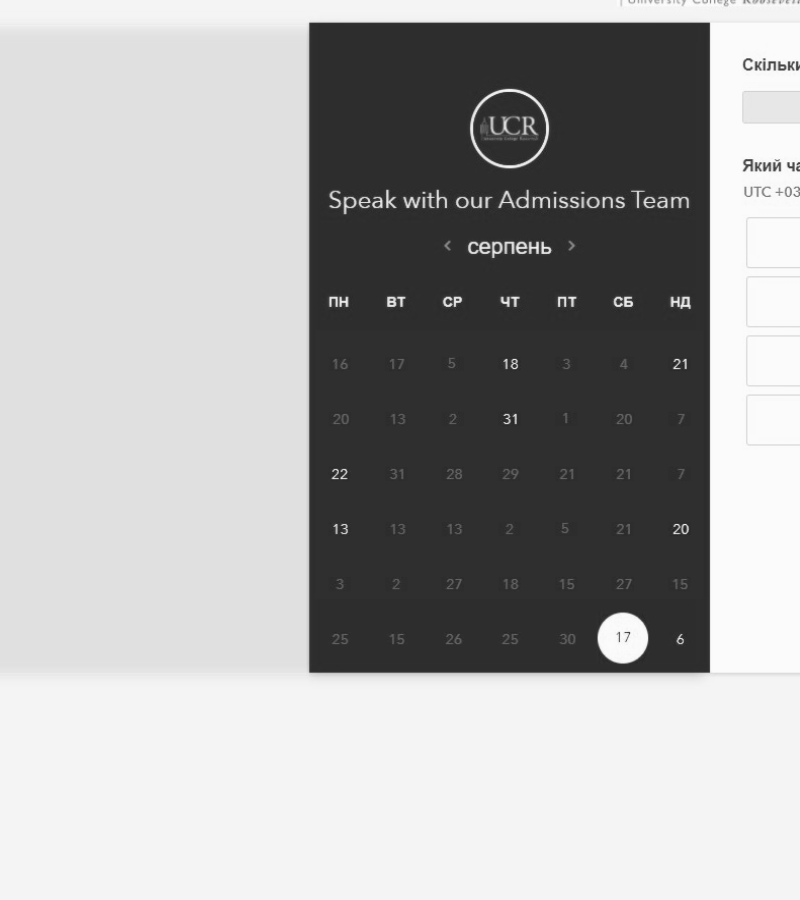 University College Roosevelt
UCR
Speak with our Admissions Team
серпень
ПН ВТ СР ЧТ ПТ СБ НД
16 17 5 18 3 4 21
20 13 2 31 1 20 7
22 31 28 29 21 21 7
13 13 13 2 5 21 20
3 2 27 18 15 27 15
25 15 26 25 30 17 6
Скільки
Який ча
UTC +03